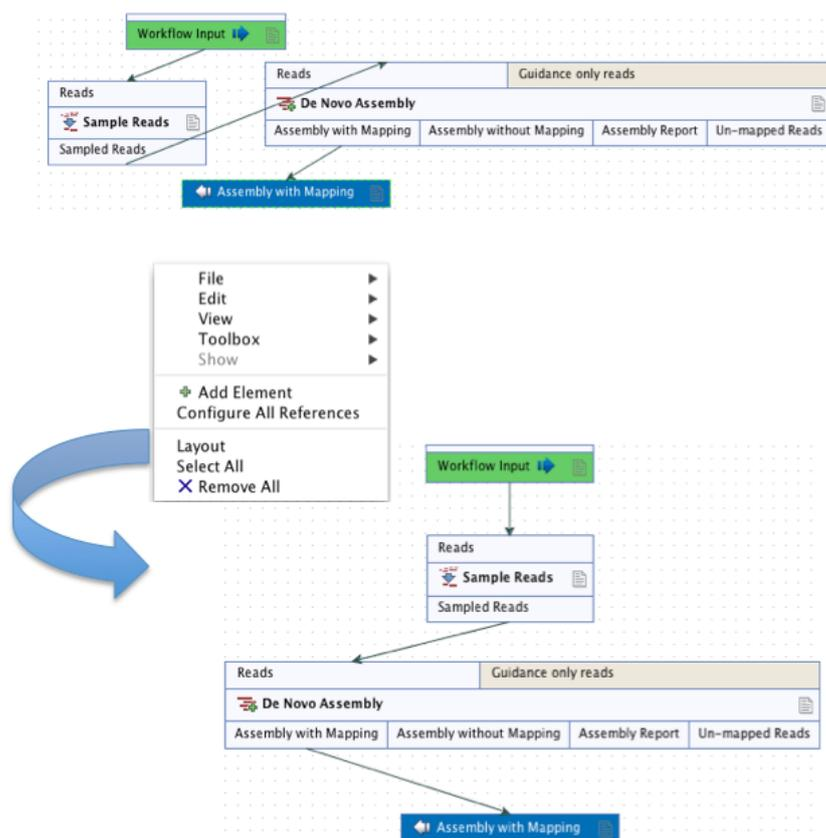 Workflow Input
Reads
Sample Reads
Sampled Reads
Reads Guidance only reads
De Novo Assembly
Assembly with Mapping Assembly without Mapping Assembly Report Un-mapped Reads
Assembly with Mapping
File
Edit
View
Toolbox
Show
Add Element
Configure All References
Layout
Select All
Remove All
Workflow Input
Reads
Sample Reads
Sampled Reads
Reads Guidance only reads
De Novo Assembly
Assembly with Mapping Assembly without Mapping Assembly Report Un-mapped Reads
Assembly with Mapping